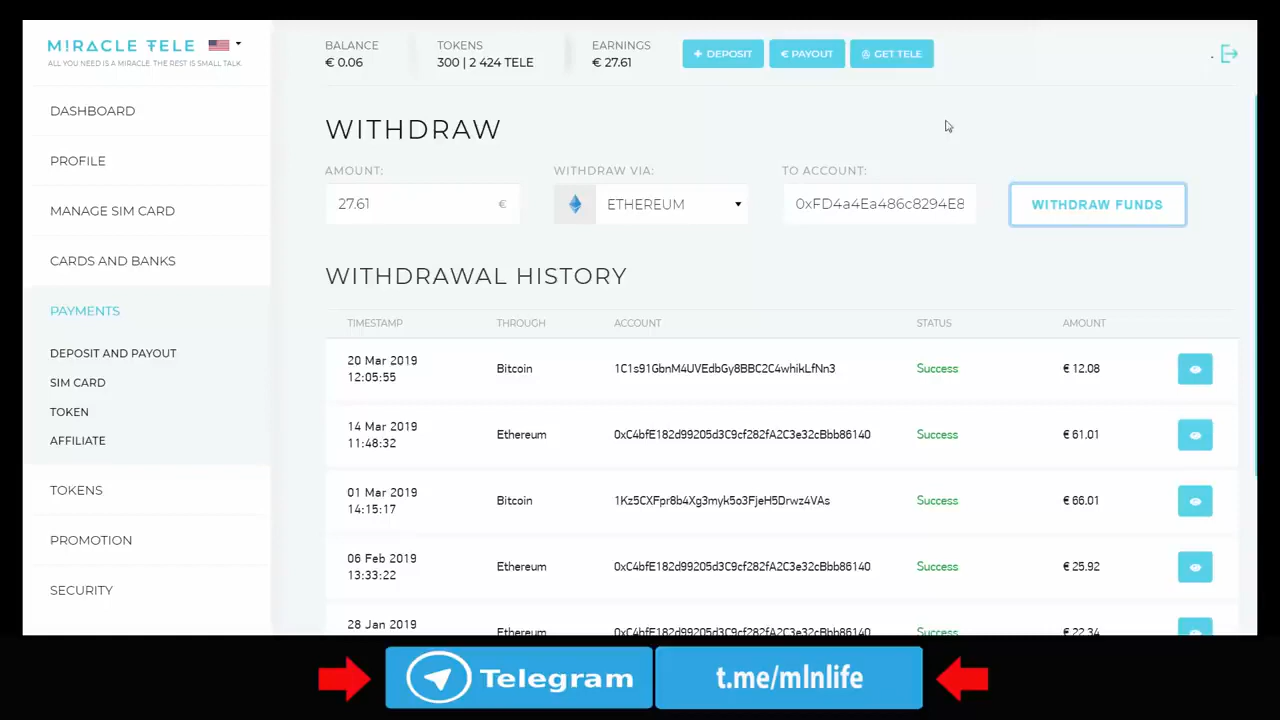 M!RACLE TELE
ALL YOU NEED IS A MIRACLE. THE REST IS SMALL TALK.
BALANCE
€ 0.06
TOKENS
300 | 2 424 TELE
EARNINGS
€ 27.61
+ DEPOSIT
€ PAYOUT
GET TELE
DASHBOARD
PROFILE
MANAGE SIM CARD
CARDS AND BANKS
PAYMENTS
DEPOSIT AND PAYOUT
SIM CARD
TOKEN
AFFILIATE
TOKENS
PROMOTION
SECURITY
WITHDRAW
AMOUNT:
27.61 €
WITHDRAW VIA:
ETHEREUM
TO ACCOUNT:
0xFD4a4Ea486c8294E8
WITHDRAW FUNDS
WITHDRAWAL HISTORY
TIMESTAMP THROUGH ACCOUNT STATUS AMOUNT
20 Mar 2019
12:05:55
Bitcoin 1C1s91GbnM4UVEdbGy8BBC2C4whikLfNn3 Success € 12.08
14 Mar 2019
11:48:32
Ethereum 0xC4bfE182d99205d3C9cf282fA2C3e32cBbb86140 Success € 61.01
01 Mar 2019
14:15:17
Bitcoin 1Kz5CXFpr8b4Xg3myk5o3FjeH5Drwz4VAs Success € 66.01
06 Feb 2019
13:33:22
Ethereum 0xC4bfE182d99205d3C9cf282fA2C3e32cBbb86140 Success € 25.92
28 Jan 2019
Ethereum 0xC4bfE182d99205d3C9cf282fA2C3e32cBbb86140 Success € 22.34
Telegram
t.me/mlnlife